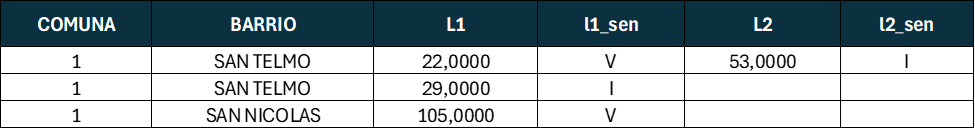 COMUNA BARRIO L1 l1_sen L2 l2_sen
1 SAN TELMO 22,0000 V 53,0000 I
1 SAN TELMO 29,0000 I
1 SAN NICOLAS 105,0000 V